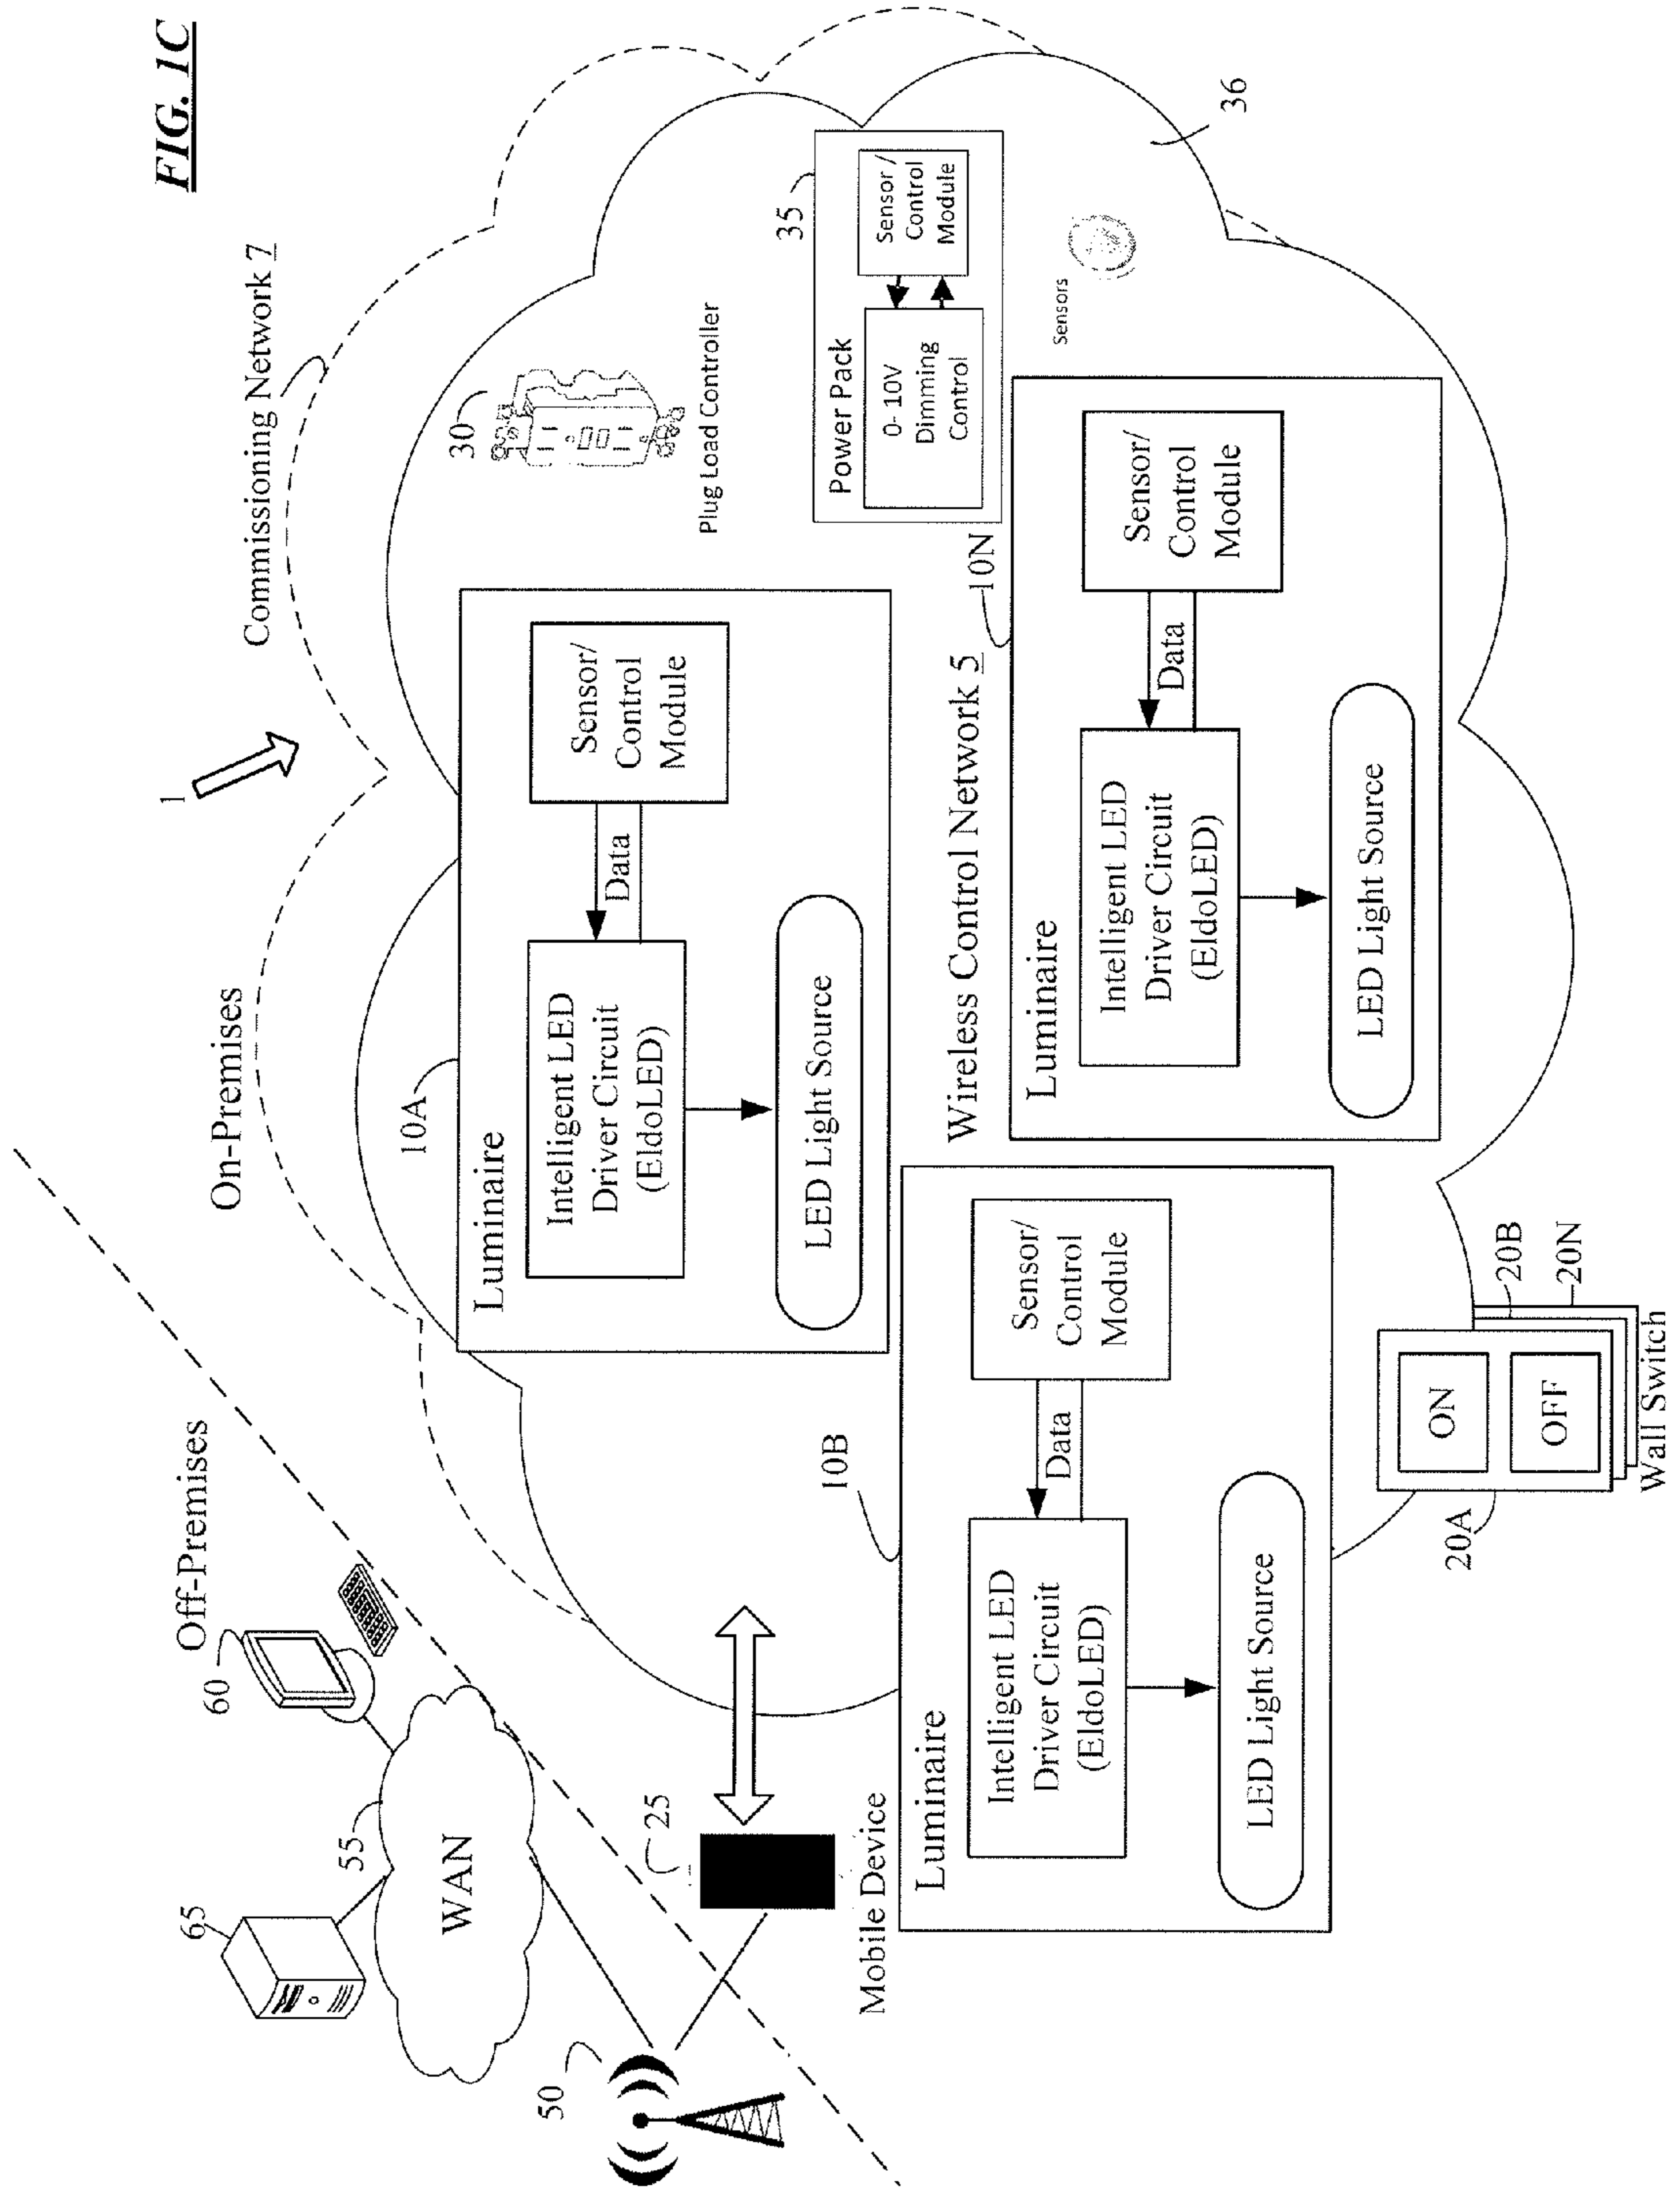 FIG. 1C
Off-Premises
On-Premises
1
Commissioning Network 7
65
60
55
WAN
50
25
Mobile Device
10A
Luminaire
Intelligent LED
Driver Circuit
(EldoLED)
Data
Sensor/
Control
Module
LED Light Source
30
Plug Load Controller
35
Power Pack
0- 10V
Dimming
Control
Sensor /
Control
Module
Sensors
36
Wireless Control Network 5
10B
Luminaire
Intelligent LED
Driver Circuit
(EldoLED)
Data
Sensor/
Control
Module
LED Light Source
10N
Luminaire
Intelligent LED
Driver Circuit
(EldoLED)
Data
Sensor/
Control
Module
LED Light Source
20A
ON
OFF
20B
20N
Wall Switch